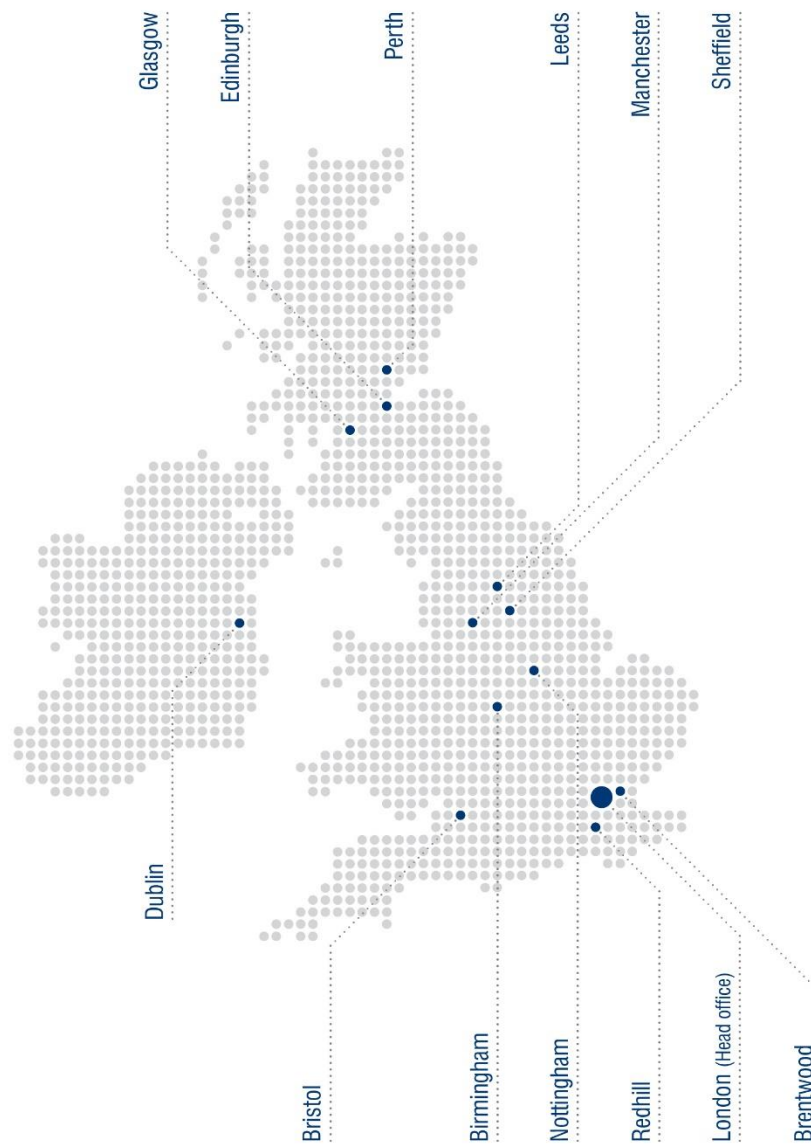 Glasgow
Edinburgh
Perth
Leeds
Manchester
Sheffield
Dublin
Bristol
Birmingham
Nottingham
Redhill
London (Head office)
Brentwood